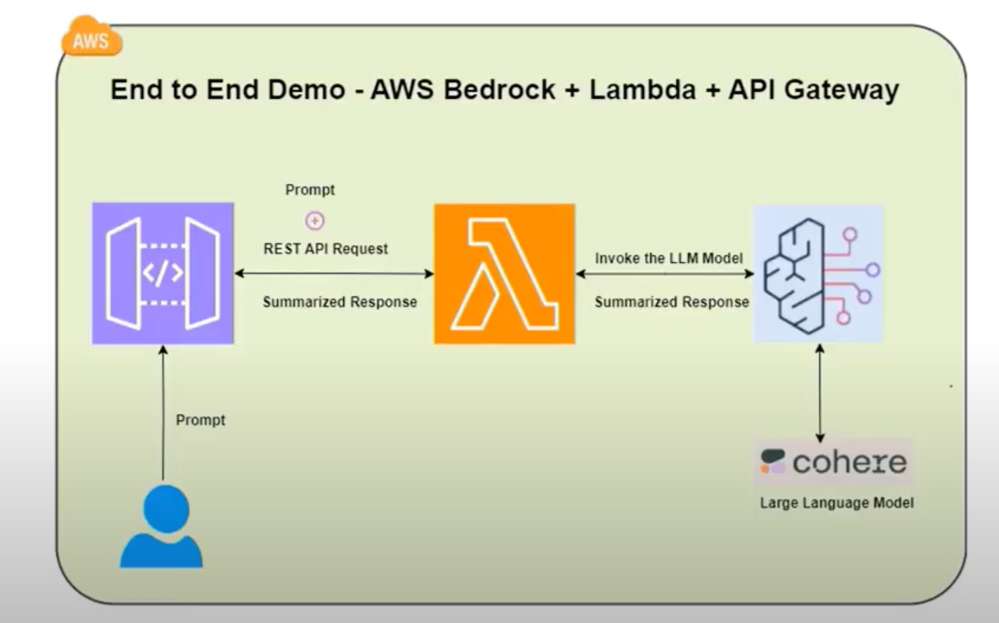 AWS
End to End Demo - AWS Bedrock + Lambda + API Gateway
Prompt
REST API Request
Summarized Response
</>
Invoke the LLM Model
Summarized Response
Prompt
cohere
Large Language Model